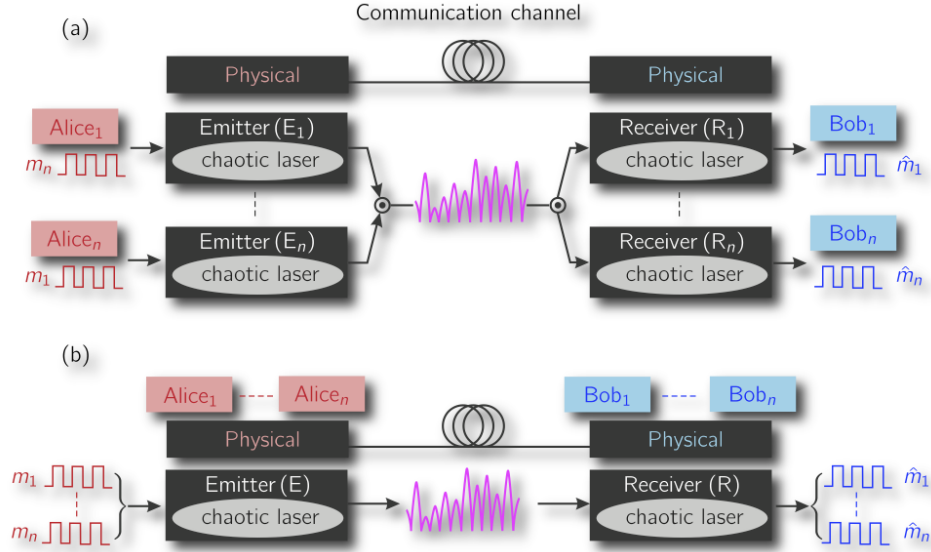 Communication channel
(a)
Physical Physical
Alice₁ Emitter (E₁) Receiver (R₁) Bob₁
mₙ chaotic laser chaotic laser m̂₁
Aliceₙ Emitter (Eₙ) Receiver (Rₙ) Bobₙ
m₁ chaotic laser chaotic laser m̂ₙ
(b)
Alice₁ Aliceₙ Bob₁ Bobₙ
Physical Physical
m₁ Emitter (E) Receiver (R) m̂₁
mₙ chaotic laser chaotic laser m̂ₙ